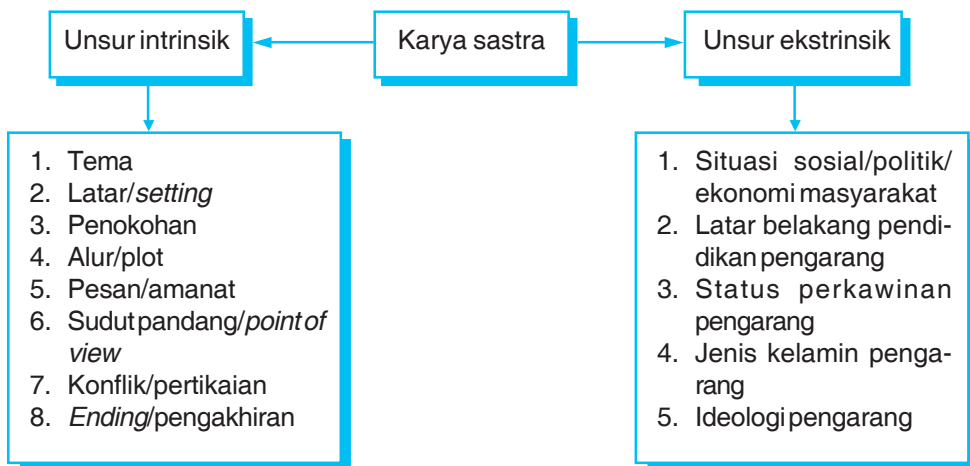 Unsur intrinsik
Karya sastra
Unsur ekstrinsik
1. Tema
2. Latar/setting
3. Penokohan
4. Alur/plot
5. Pesan/amanat
6. Sudut pandang/point of
view
7. Konflik/pertikaian
8. Ending/pengakhiran
1. Situasi sosial/politik/
ekonomi masyarakat
2. Latar belakang pendi-
dikan pengarang
3. Status perkawinan
pengarang
4. Jenis kelamin penga-
rang
5. Ideologi pengarang